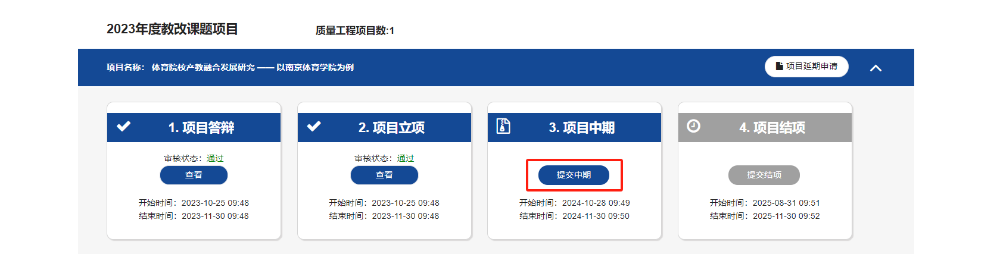 2023年度教改课题项目
质量工程项目数:1
项目名称： 体育院校产教融合发展研究 —— 以南京体育学院为例
项目延期申请
1. 项目答辩
审核状态：通过
查看
开始时间：2023-10-25 09:48
结束时间：2023-11-30 09:48
2. 项目立项
审核状态：通过
查看
开始时间：2023-10-25 09:48
结束时间：2023-11-30 09:48
3. 项目中期
提交中期
开始时间：2024-10-28 09:49
结束时间：2024-11-30 09:50
4. 项目结项
提交结项
开始时间：2025-08-31 09:51
结束时间：2025-11-30 09:52